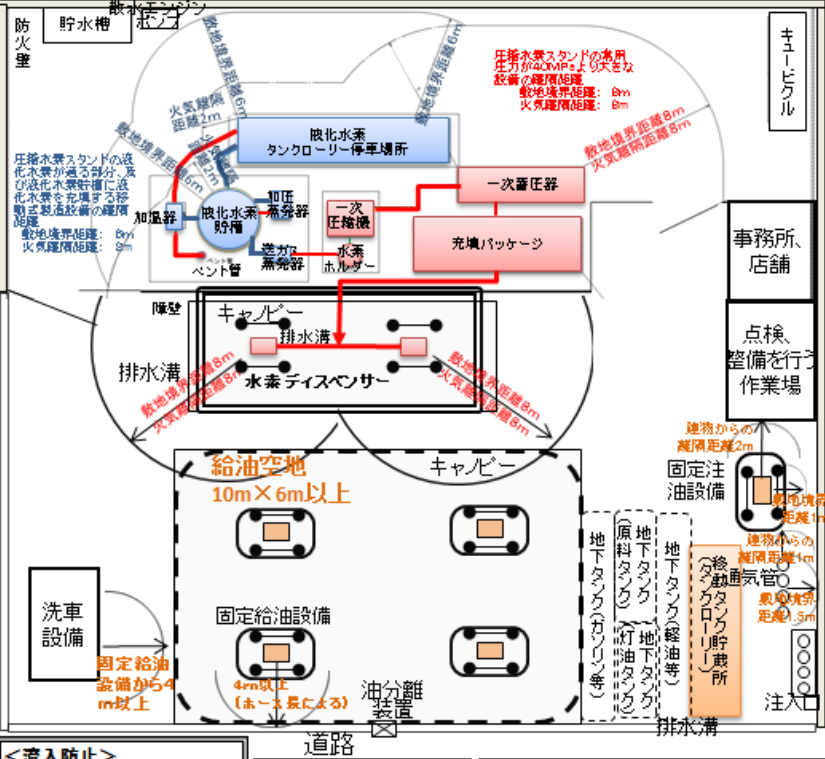 散水エンジン
ポンプ
貯水槽
防火壁
キュービクル
敷地境界距離6m
敷地境界距離6m
圧縮水素スタンドの常用
圧力が40MPaより大きな
設備の離隔距離
敷地境界距離: 8m
火気離隔距離: 8m
火気離隔
距離2m
敷地境界距離6m
液化水素
タンクローリー停車場所
敷地境界距離8m
火気離隔距離8m
圧縮水素スタンドの液
化水素が通る部分、及
び液化水素貯槽に液
化水素を充填する移
動式製造設備の離隔
距離
敷地境界距離: 6m
火気離隔距離:
一次蓄圧器
加温器
液化水素
貯槽
加圧
蒸発器
一次
圧縮機
充填パッケージ
事務所、
店舗
送ガス
蒸発器
水素
ホルダー
ベント管
ベント管
障壁
キャノピー
排水溝
排水溝
水素ディスペンサー
敷地境界距離8m
火気離隔距離8m
敷地境界距離8m
火気離隔距離8m
点検、
整備を行う
作業場
建物からの
離隔距離2m
固定注
油設備
敷地境界
距離1m
給油空地
10m×6m以上
キャノピー
建物からの
離隔距離1m
通気管
敷地境界
距離1.5m
地下タンク(ガソリン等)
地下タンク
(原料タンク)
地下タンク
(灯油タンク)
地下タンク(軽油等)
移動タンク貯蔵所
(タンクローリー)
洗車
設備
固定給油設備
固定給油
設備から4
m以上
4m以上
(ホース長による)
油分離
装置
注入口
排水溝
道路
<流入防止>